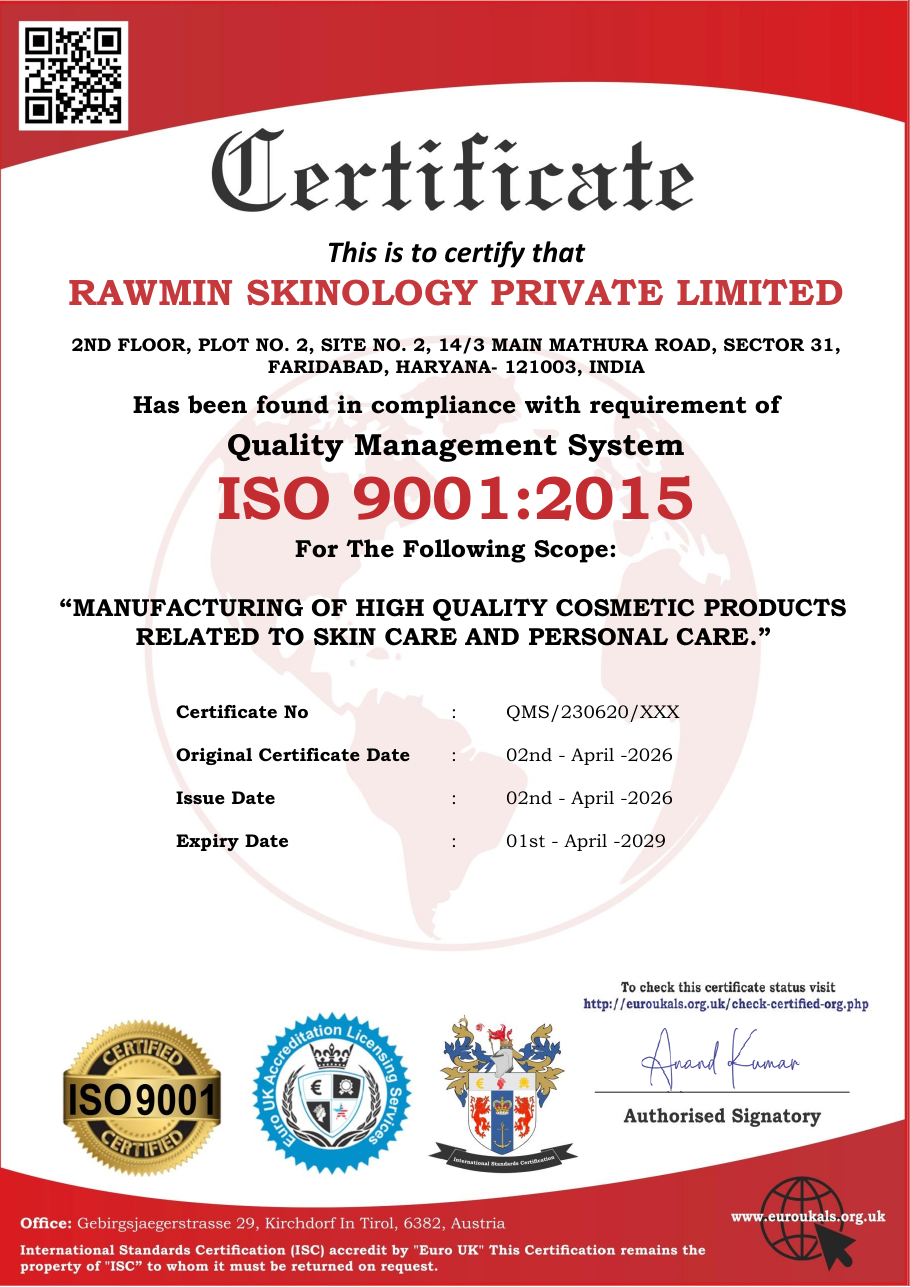 Certificate
This is to certify that
RAWMIN SKINOLOGY PRIVATE LIMITED
2ND FLOOR, PLOT NO. 2, SITE NO. 2, 14/3 MAIN MATHURA ROAD, SECTOR 31,
FARIDABAD, HARYANA- 121003, INDIA
Has been found in compliance with requirement of
Quality Management System
ISO 9001:2015
For The Following Scope:
“MANUFACTURING OF HIGH QUALITY COSMETIC PRODUCTS
RELATED TO SKIN CARE AND PERSONAL CARE.”
Certificate No : QMS/230620/XXX
Original Certificate Date : 02nd - April -2026
Issue Date : 02nd - April -2026
Expiry Date : 01st - April -2029
To check this certificate status visit
http://euroukals.org.uk/check-certified-org.php
CERTIFIED
ISO 9001
CERTIFIED
Euro UK Accreditation Licensing Services
€
€
International Standards Certification
Anand Kumar
Authorised Signatory
www.euroukals.org.uk
Office: Gebirgsjaegerstrasse 29, Kirchdorf In Tirol, 6382, Austria
International Standards Certification (ISC) accredit by "Euro UK" This Certification remains the
property of "ISC” to whom it must be returned on request.